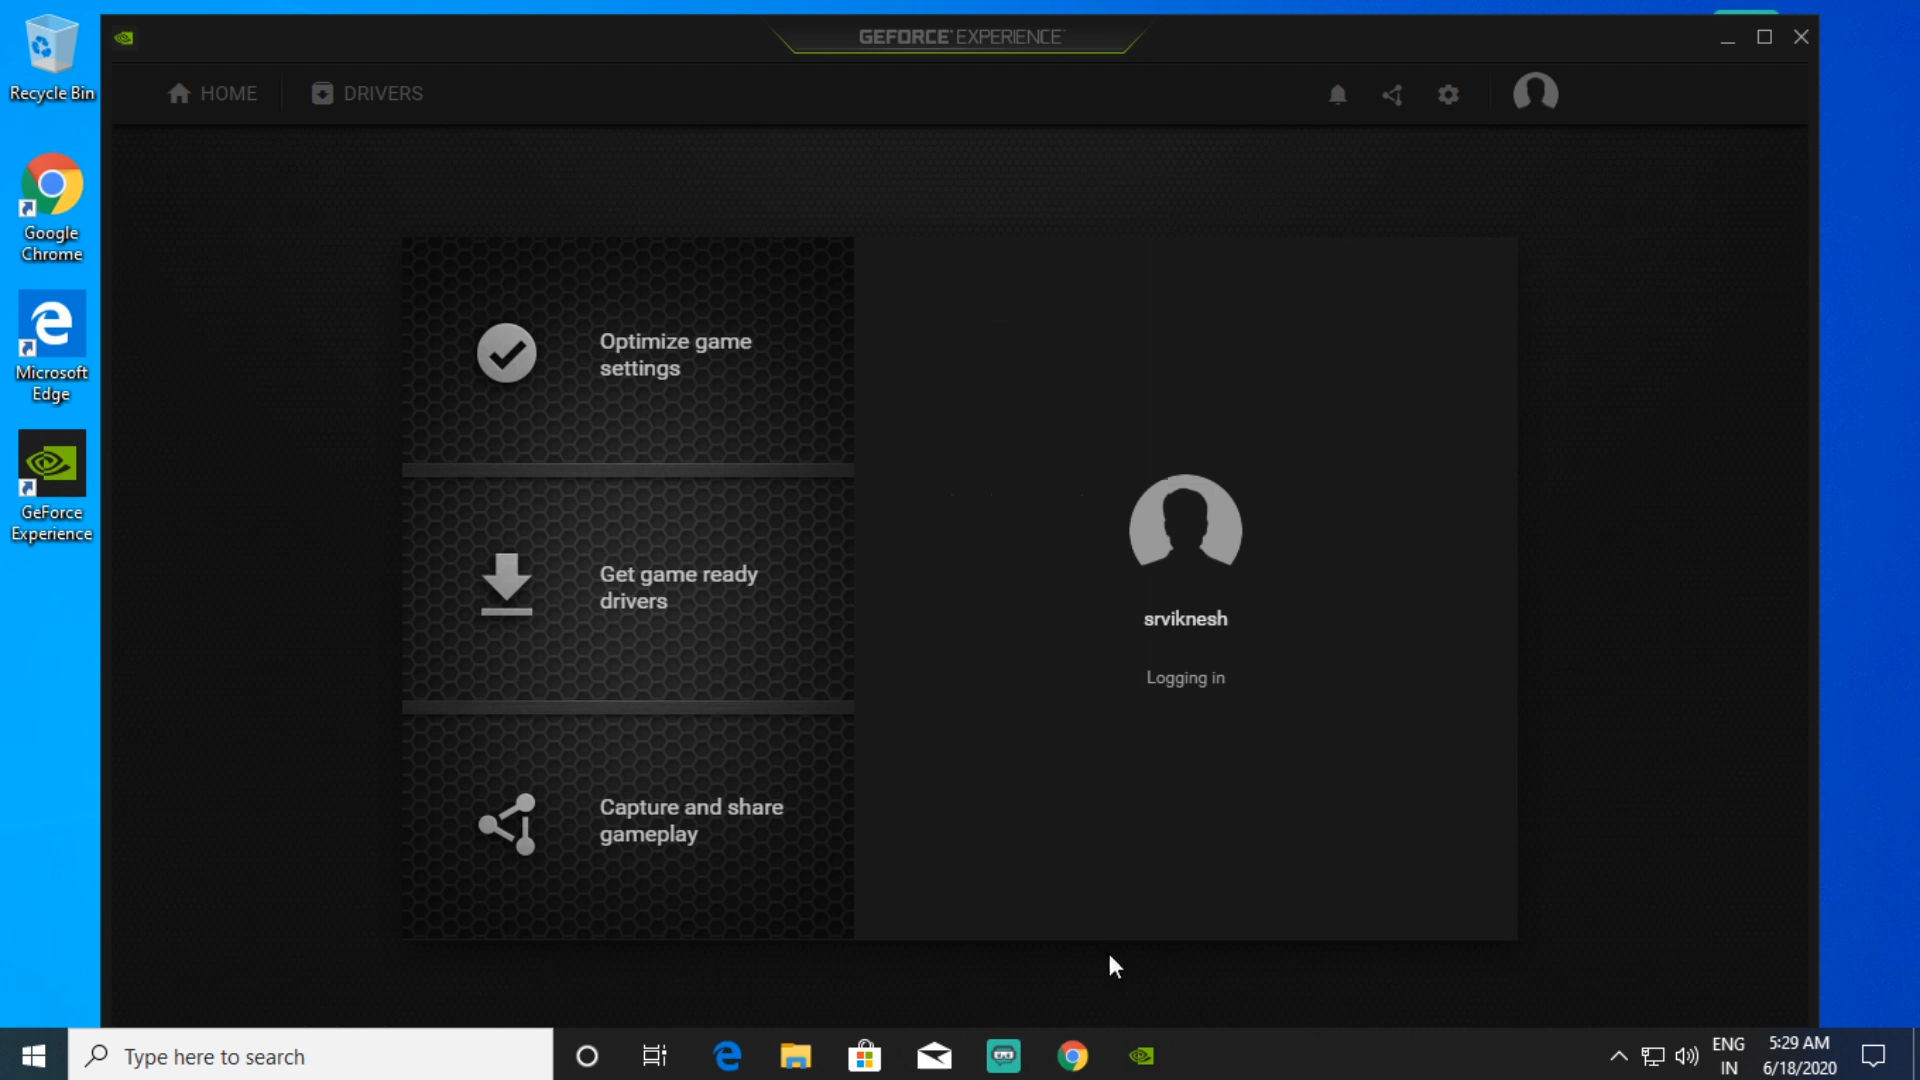 GEFORCE EXPERIENCE
HOME
DRIVERS
Recycle Bin
Google
Chrome
Microsoft
Edge
GeForce
Experience
Optimize game
settings
Get game ready
drivers
Capture and share
gameplay
srviknesh
Logging in
Type here to search
ENG
IN
5:29 AM
6/18/2020